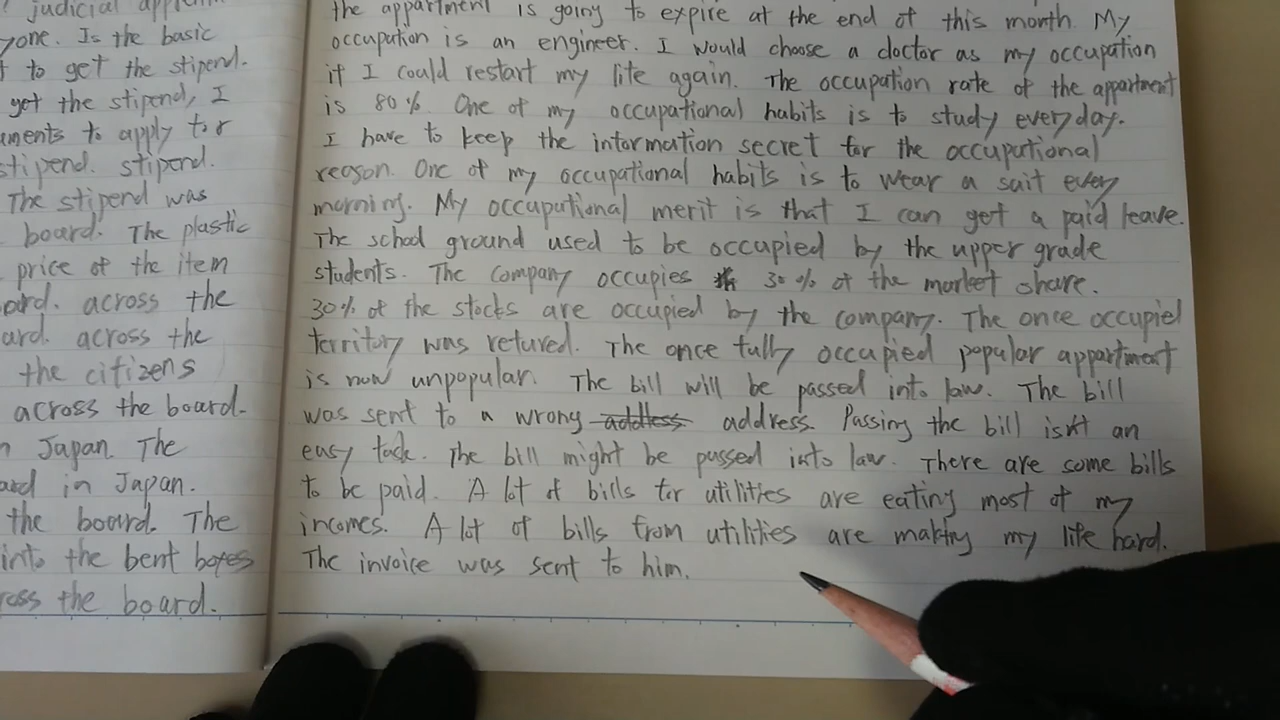 judicial
yone. Is the basic
to get the stipend.
get the stipend, I
uments to apply for
stipend. stipend.
The stipend was
board. The plastic
price of the item
oard. across the
ard. across the
the citizens
across the board.
n Japan. The
ard in Japan.
the board. The
into the bent boxes
ross the board.
the appartment is going to expire at the end of this month. My
occupation is an engineer. I would choose a doctor as my occupation
if I could restart my life again. The occupation rate of the appartment
is 80%. One of my occupational habits is to study everyday.
I have to keep the information secret for the occupational
reason. One of my occupational habits is to wear a suit every
morning. My occupational merit is that I can get a paid leave.
The school ground used to be occupied by the upper grade
students. The company occupies 30% of the market share.
30% of the stocks are occupied by the company. The once occupied
territory was retured. The once fully occupied popular appartment
is now unpopular. The bill will be passed into law. The bill
was sent to a wrong address address. Passing the bill isn't an
easy task. The bill might be passed into law. There are some bills
to be paid. A lot of bills for utilities are eating most of my
incomes. A lot of bills from utilities are making my life hard.
The invoice was sent to him.